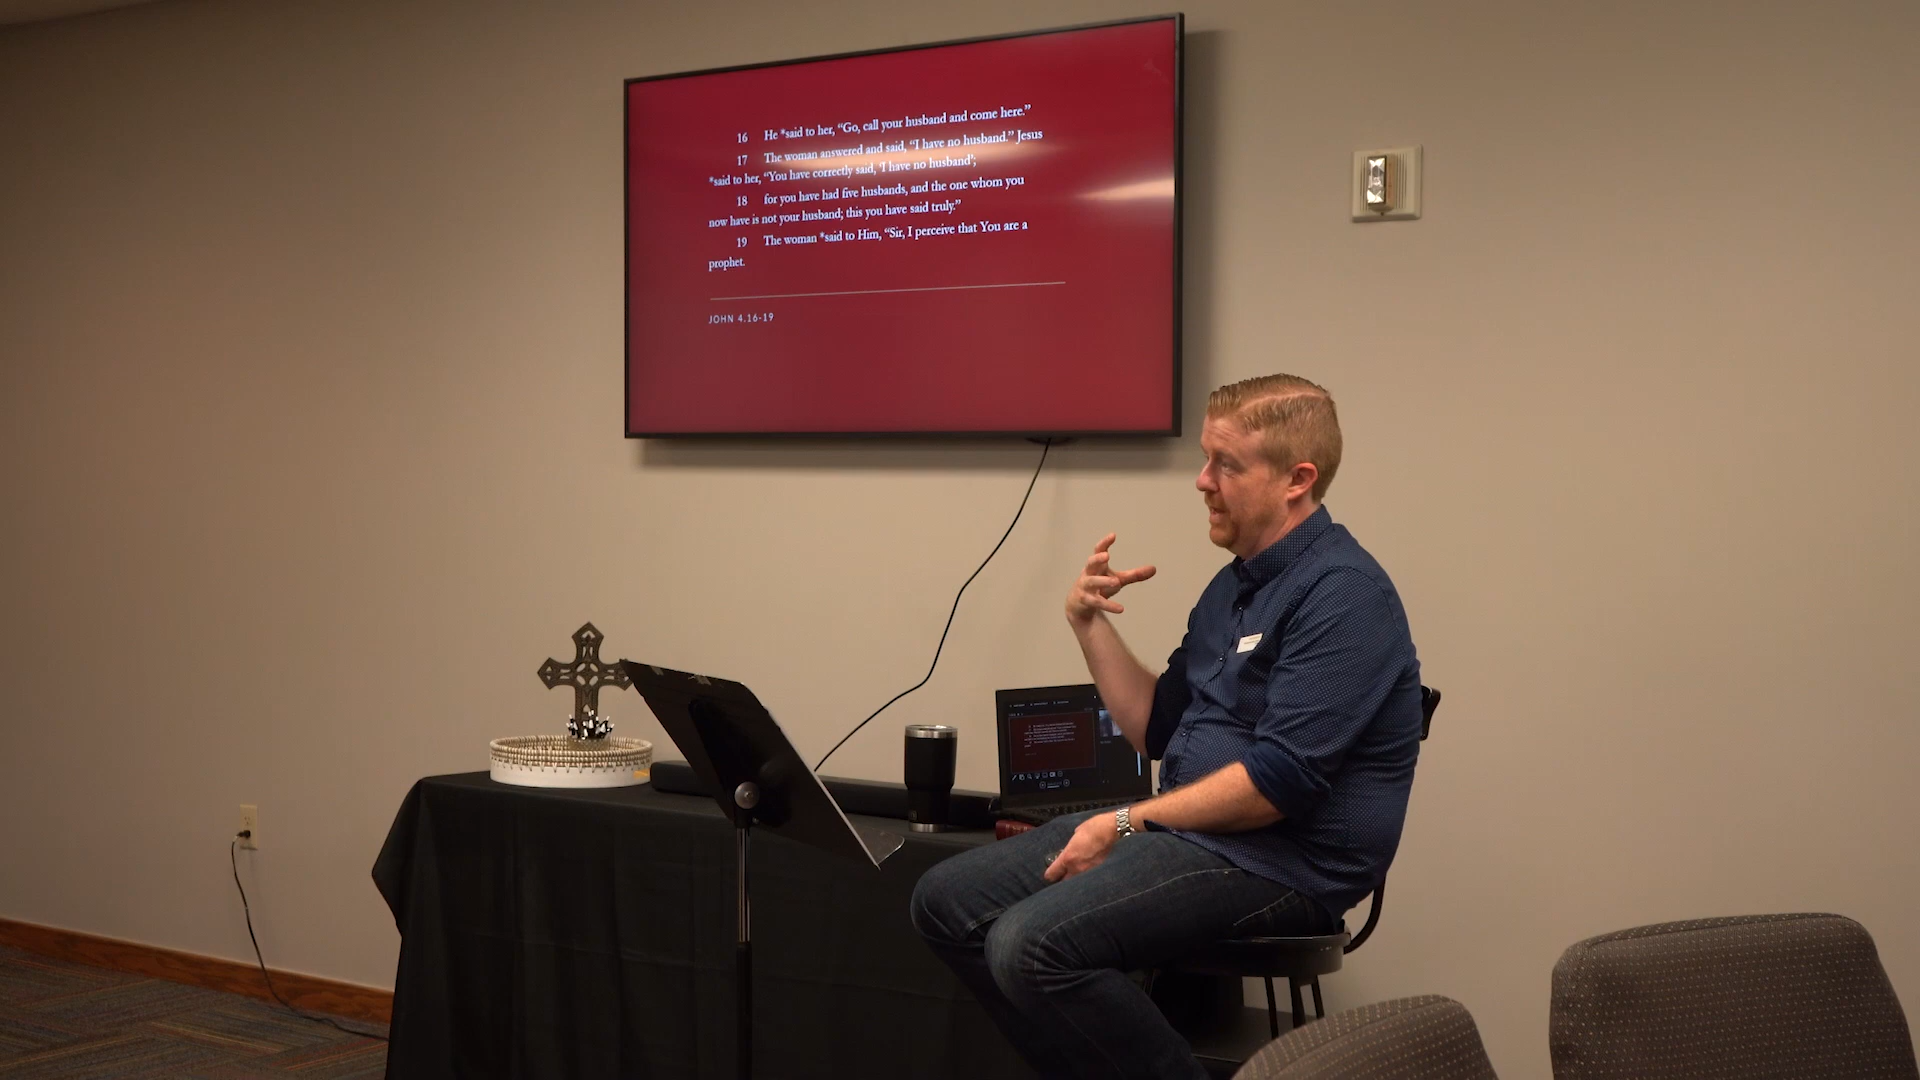 16 He *said to her, “Go, call your husband and come here.”
17 The woman answered and said, “I have no husband.” Jesus
*said to her, “You have correctly said, ‘I have no husband’;
18 for you have had five husbands, and the one whom you
now have is not your husband; this you have said truly.”
19 The woman *said to Him, “Sir, I perceive that You are a
prophet.
JOHN 4.16-19